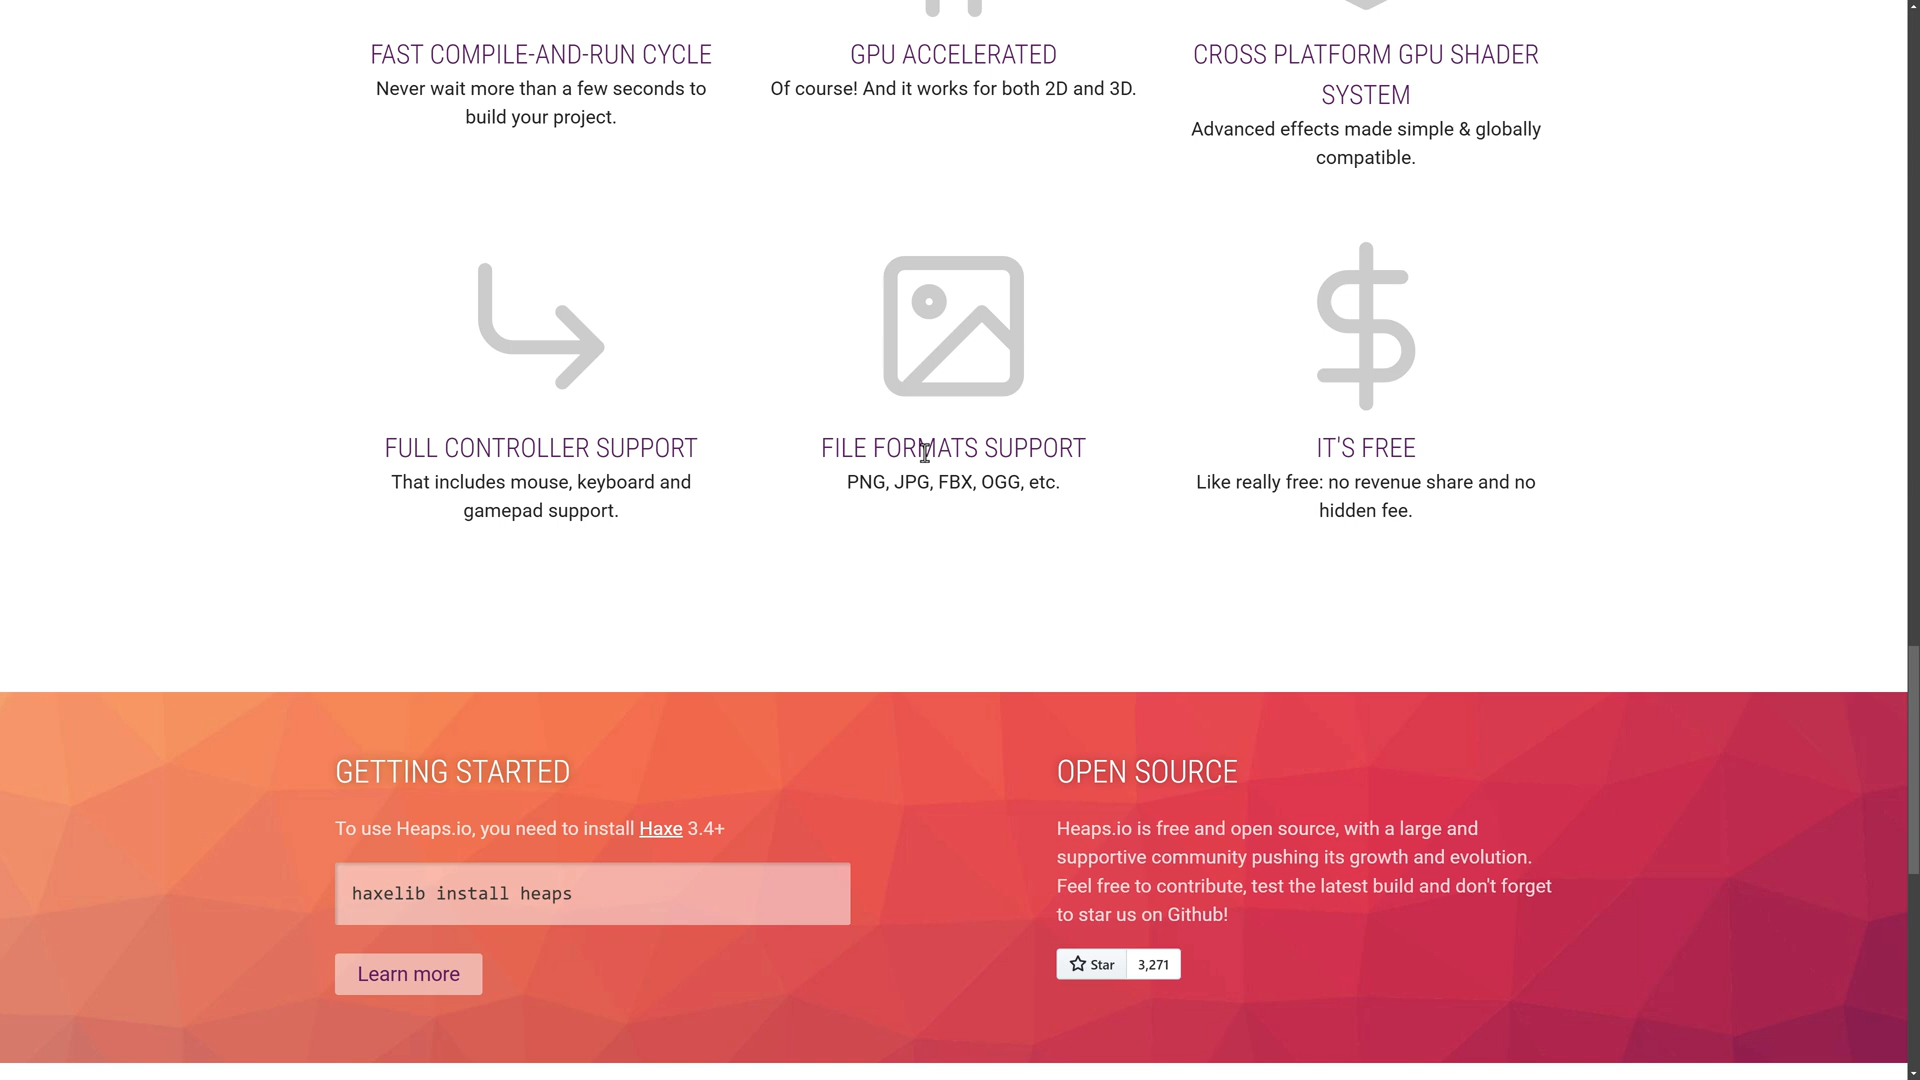 FAST COMPILE-AND-RUN CYCLE
Never wait more than a few seconds to
build your project.
GPU ACCELERATED
Of course! And it works for both 2D and 3D.
CROSS PLATFORM GPU SHADER
SYSTEM
Advanced effects made simple & globally
compatible.
FULL CONTROLLER SUPPORT
That includes mouse, keyboard and
gamepad support.
FILE FORMATS SUPPORT
PNG, JPG, FBX, OGG, etc.
IT'S FREE
Like really free: no revenue share and no
hidden fee.
GETTING STARTED
To use Heaps.io, you need to install Haxe 3.4+
haxelib install heaps
Learn more
OPEN SOURCE
Heaps.io is free and open source, with a large and
supportive community pushing its growth and evolution.
Feel free to contribute, test the latest build and don't forget
to star us on Github!
Star 3,271